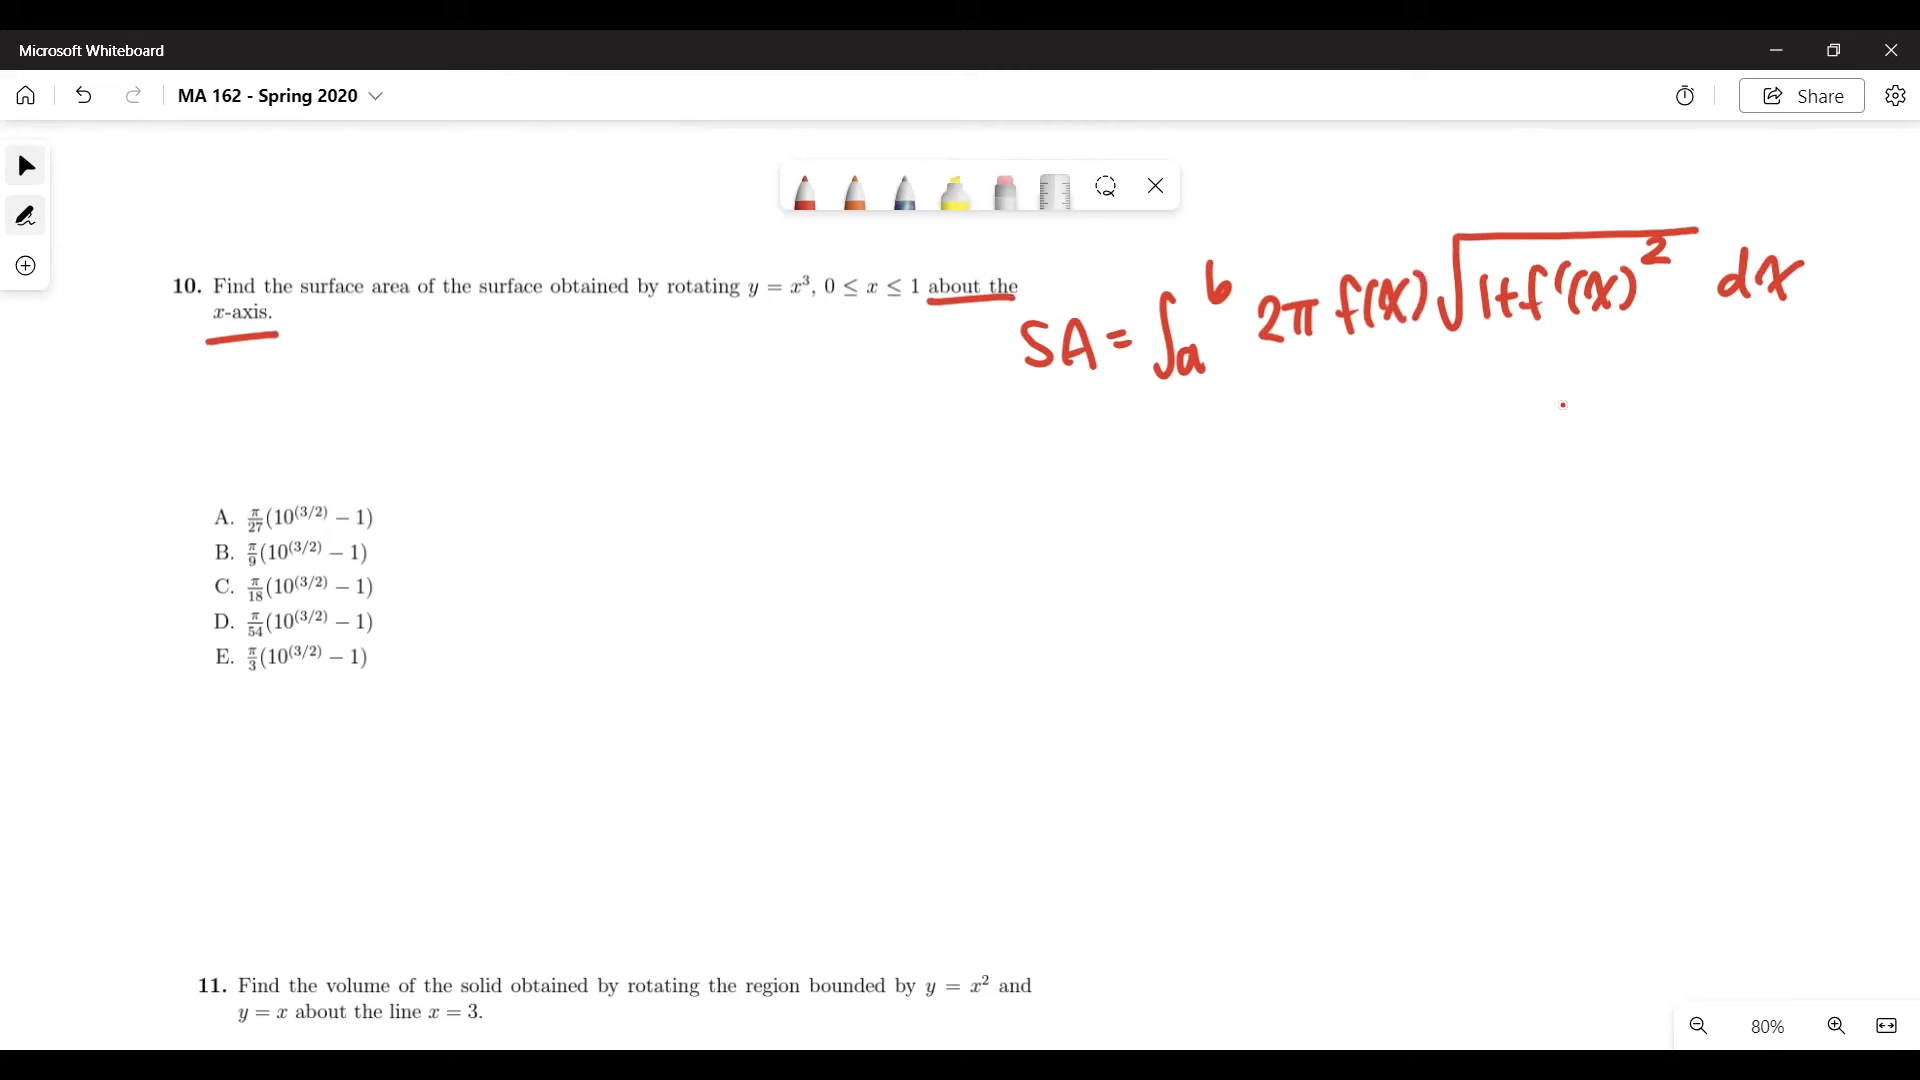 Microsoft Whiteboard
MA 162 - Spring 2020
Share
10. Find the surface area of the surface obtained by rotating y = x³, 0 ≤ x ≤ 1 about the
x-axis.
SA = ∫ₐᵇ 2π f(x) √(1+f'(x)²) dx
A. π/27 (10^(3/2) − 1)
B. π/9 (10^(3/2) − 1)
C. π/18 (10^(3/2) − 1)
D. π/54 (10^(3/2) − 1)
E. π/3 (10^(3/2) − 1)
11. Find the volume of the solid obtained by rotating the region bounded by y = x² and
y = x about the line x = 3.
80%